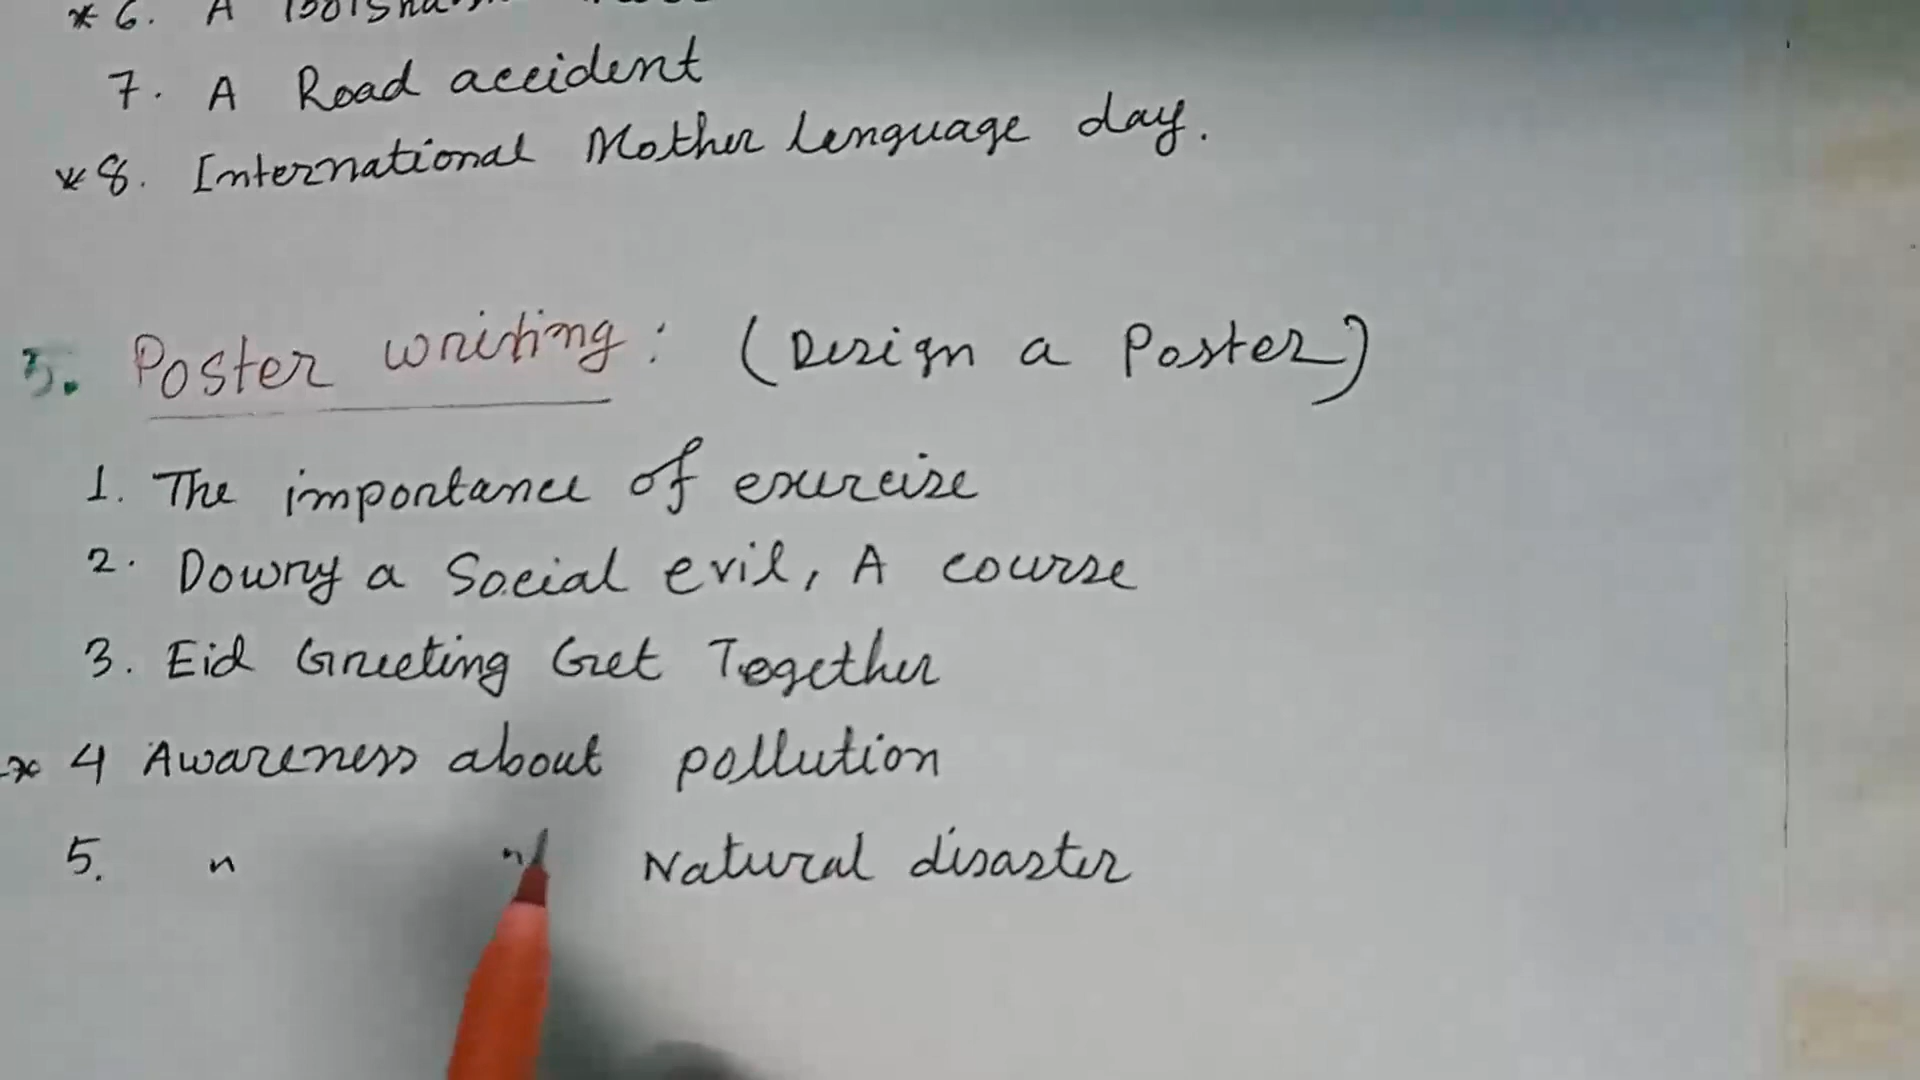 * 6. A
7. A Road accident
* 8. International Mother lenguage day.
5. Poster writing: (Design a Poster)
1. The importance of exercise
2. Dowry a Social evil, A course
3. Eid Greeting Get Together
* 4 Awareness about pollution
5. " " Natural disaster